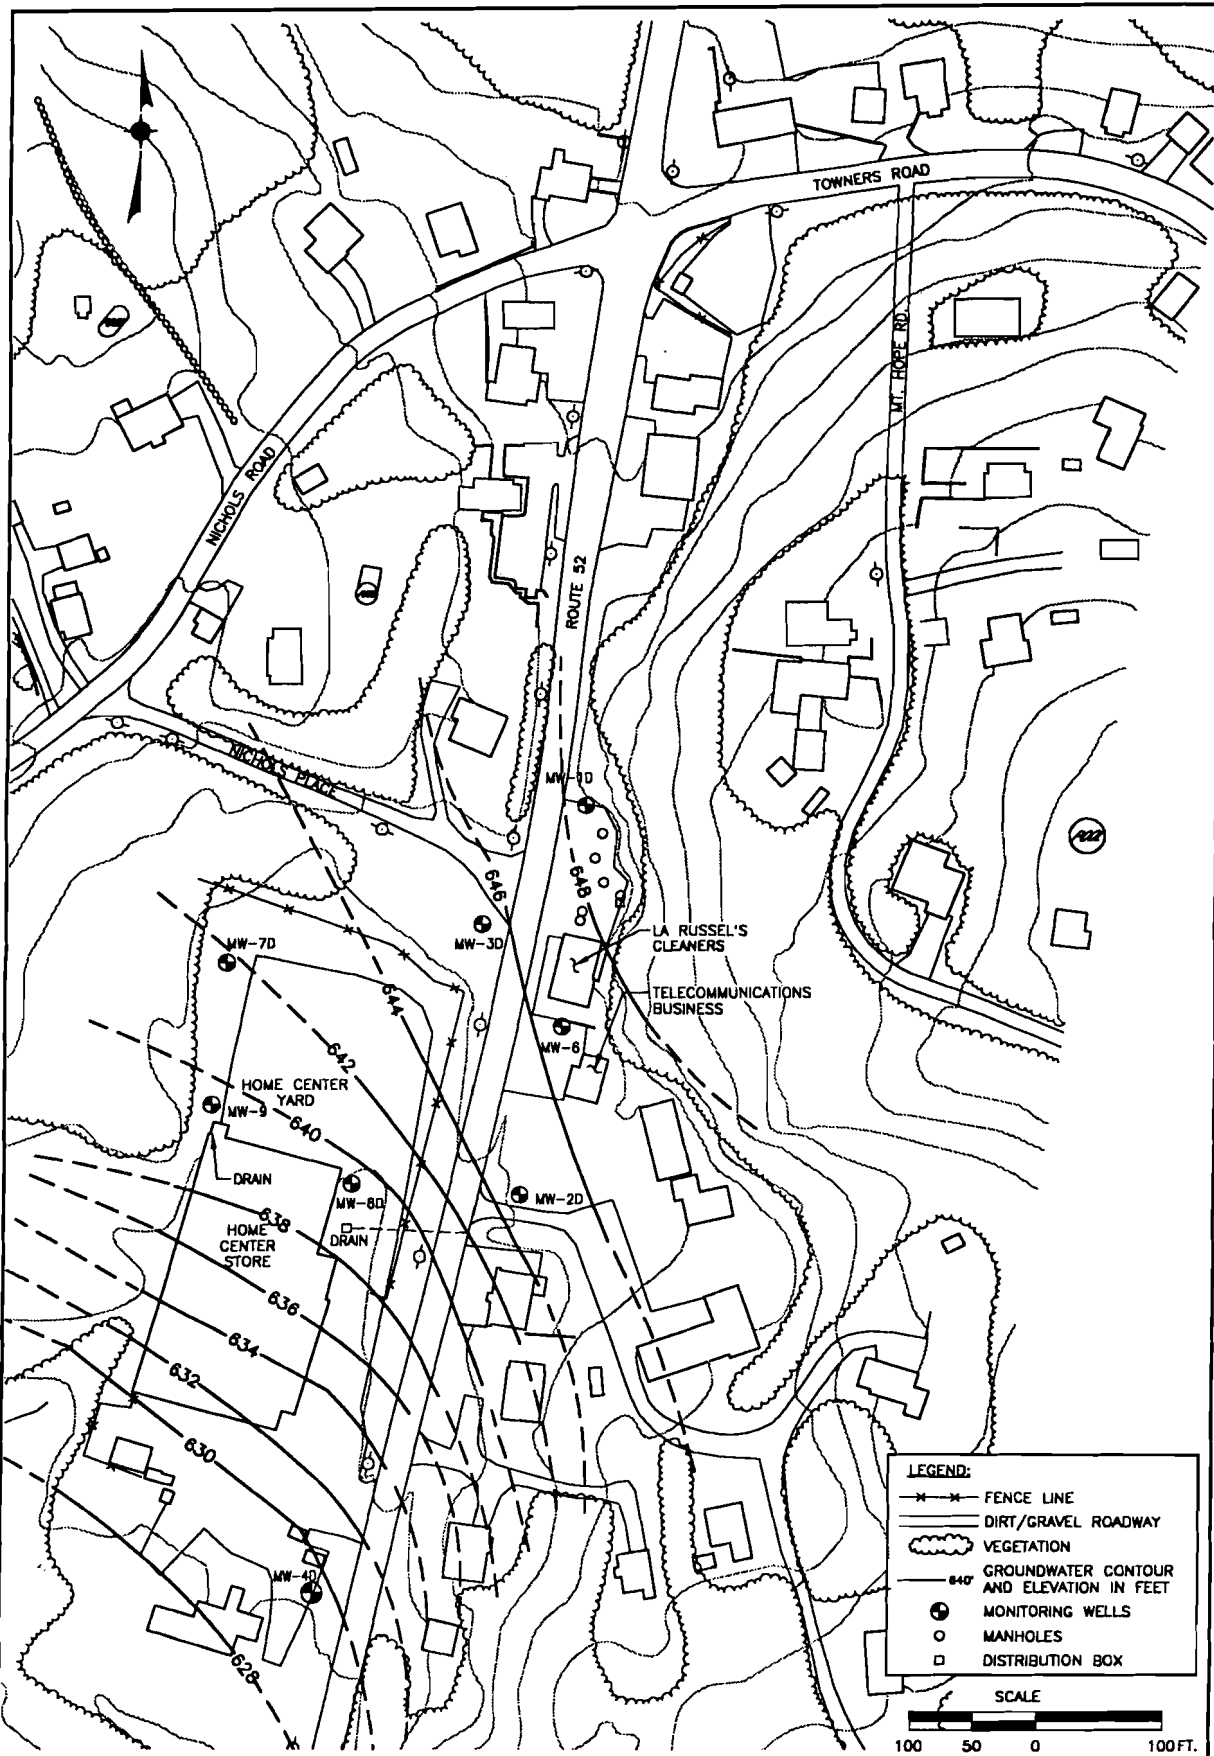 TOWNERS ROAD
MT. HOPE RD.
NICHOLS ROAD
ROUTE 52
NICHOLS PLACE
MW-1D
648
646
MW-3D
LA RUSSEL'S
CLEANERS
MW-7D
644
TELECOMMUNICATIONS
BUSINESS
642
MW-6
HOME CENTER
YARD
MW-9
640
DRAIN
MW-8D
MW-2D
638
HOME
CENTER
STORE
DRAIN
636
634
632
630
MW-4D
628
POOL
LEGEND:
FENCE LINE
DIRT/GRAVEL ROADWAY
VEGETATION
640' GROUNDWATER CONTOUR
AND ELEVATION IN FEET
MONITORING WELLS
MANHOLES
DISTRIBUTION BOX
SCALE
100 50 0 100 FT.